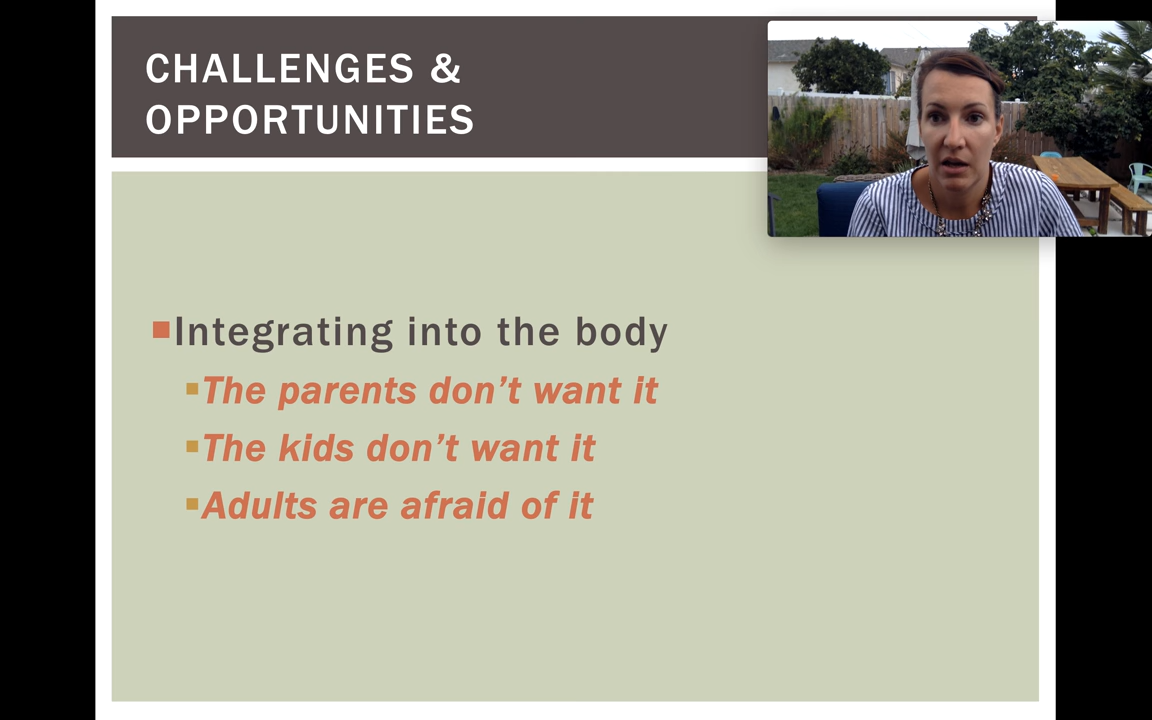 CHALLENGES &
OPPORTUNITIES
Integrating into the body
The parents don’t want it
The kids don’t want it
Adults are afraid of it